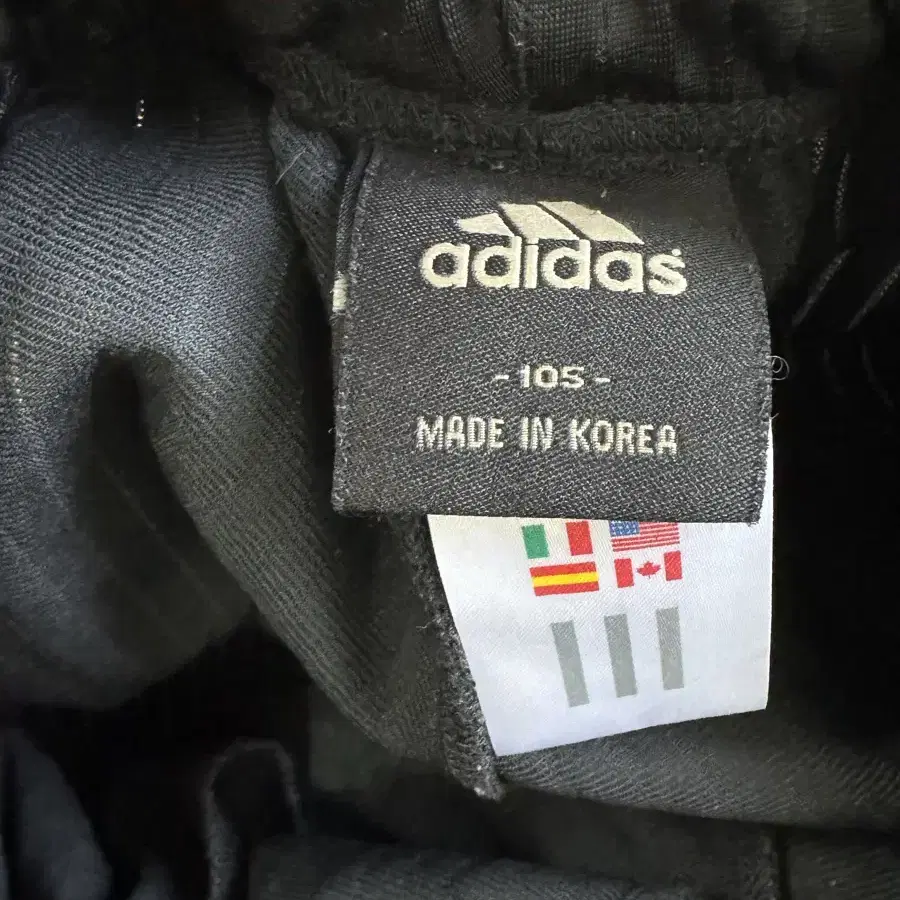 adidas
- 105 -
MADE IN KOREA